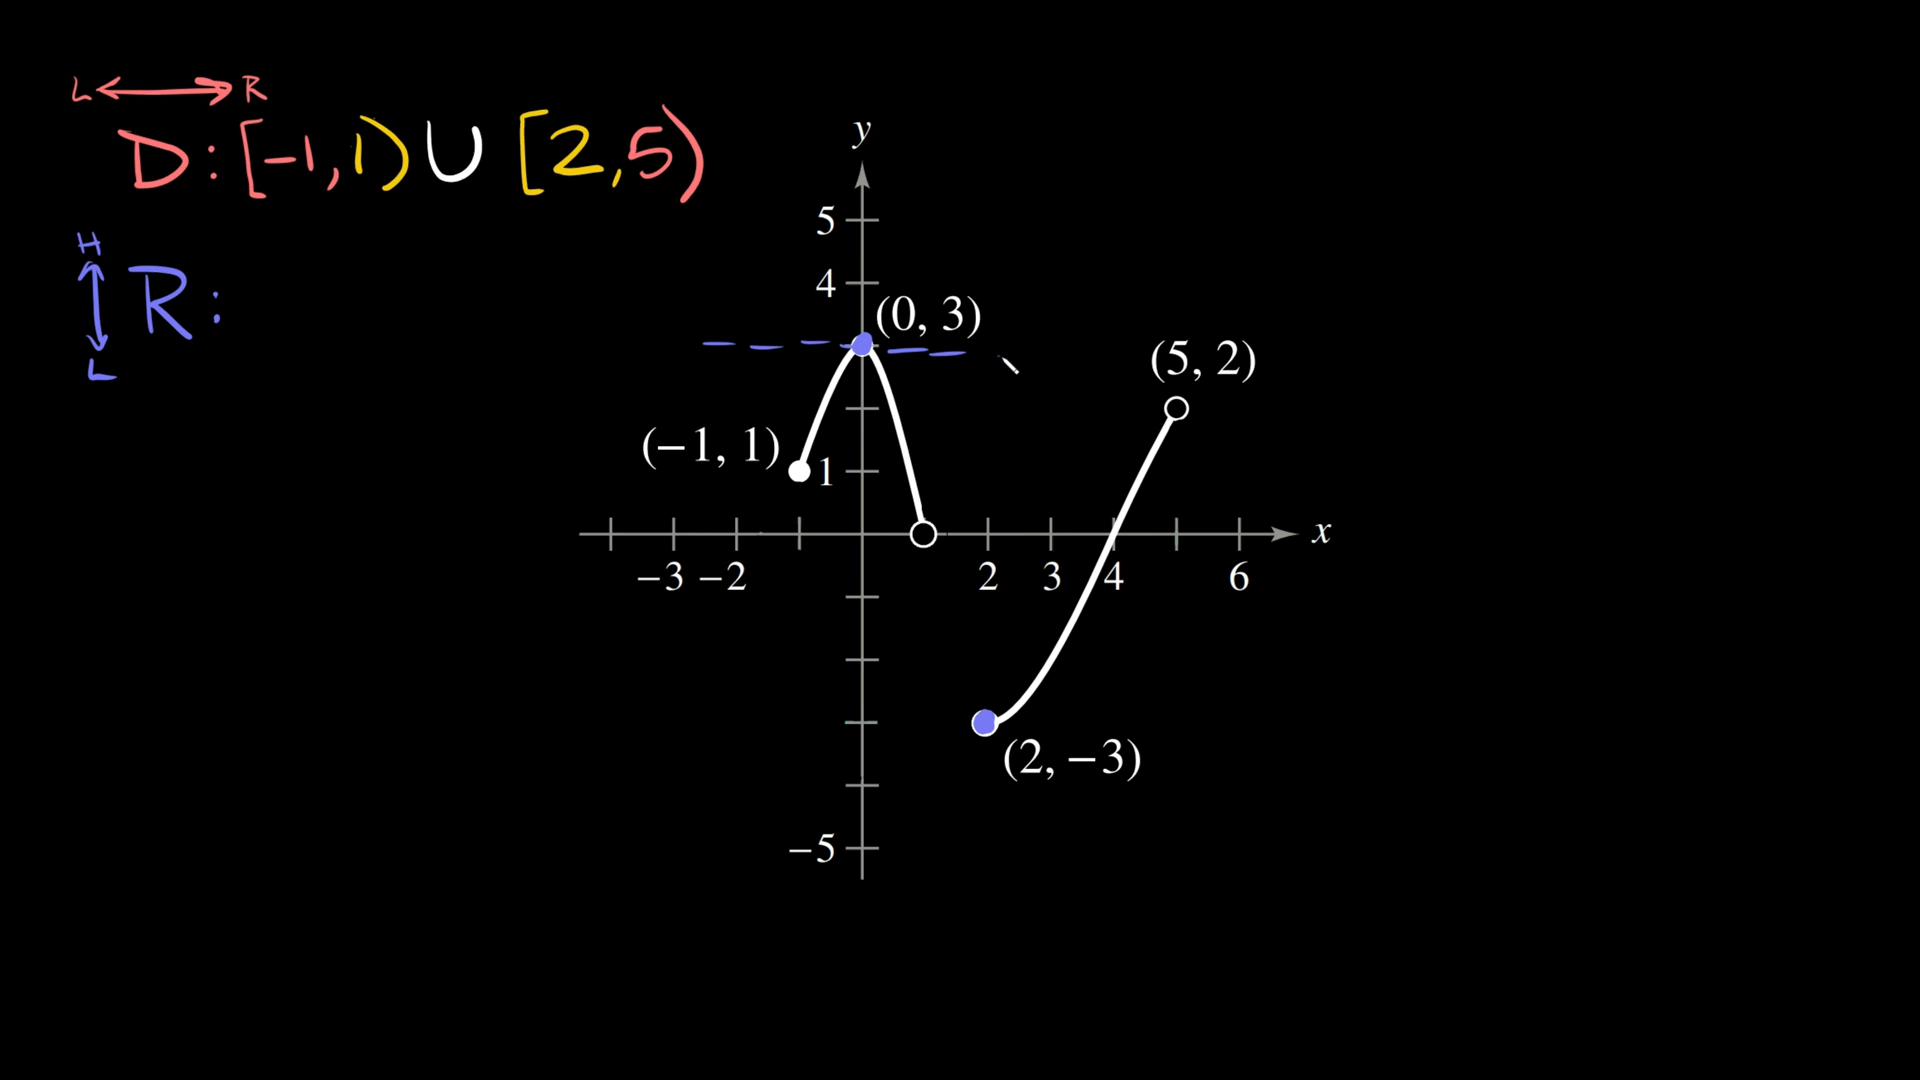 L R
D: [-1, 1) ∪ [2, 5)
H
R:
L
y
5
4
(0, 3)
(5, 2)
(−1, 1)
1
x
−3 −2 2 3 4 6
(2, −3)
−5